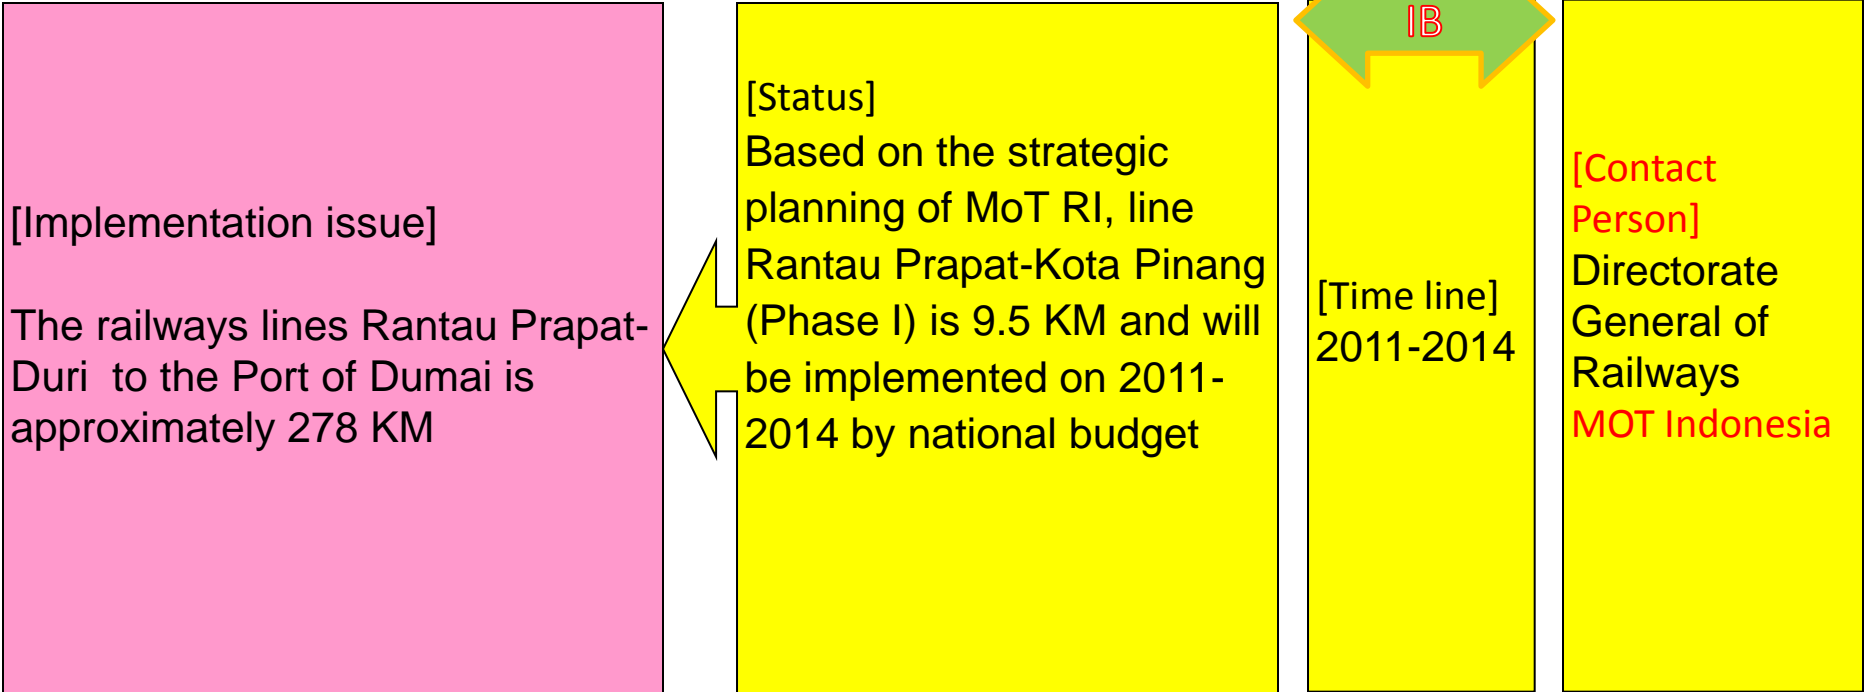 [Implementation issue]
The railways lines Rantau Prapat-
Duri  to the Port of Dumai is
approximately 278 KM
[Status]
Based on the strategic
planning of MoT RI, line
Rantau Prapat-Kota Pinang
(Phase I) is 9.5 KM and will
be implemented on 2011-
2014 by national budget
IB
[Time line]
2011-2014
[Contact
Person]
Directorate
General of
Railways
MOT Indonesia